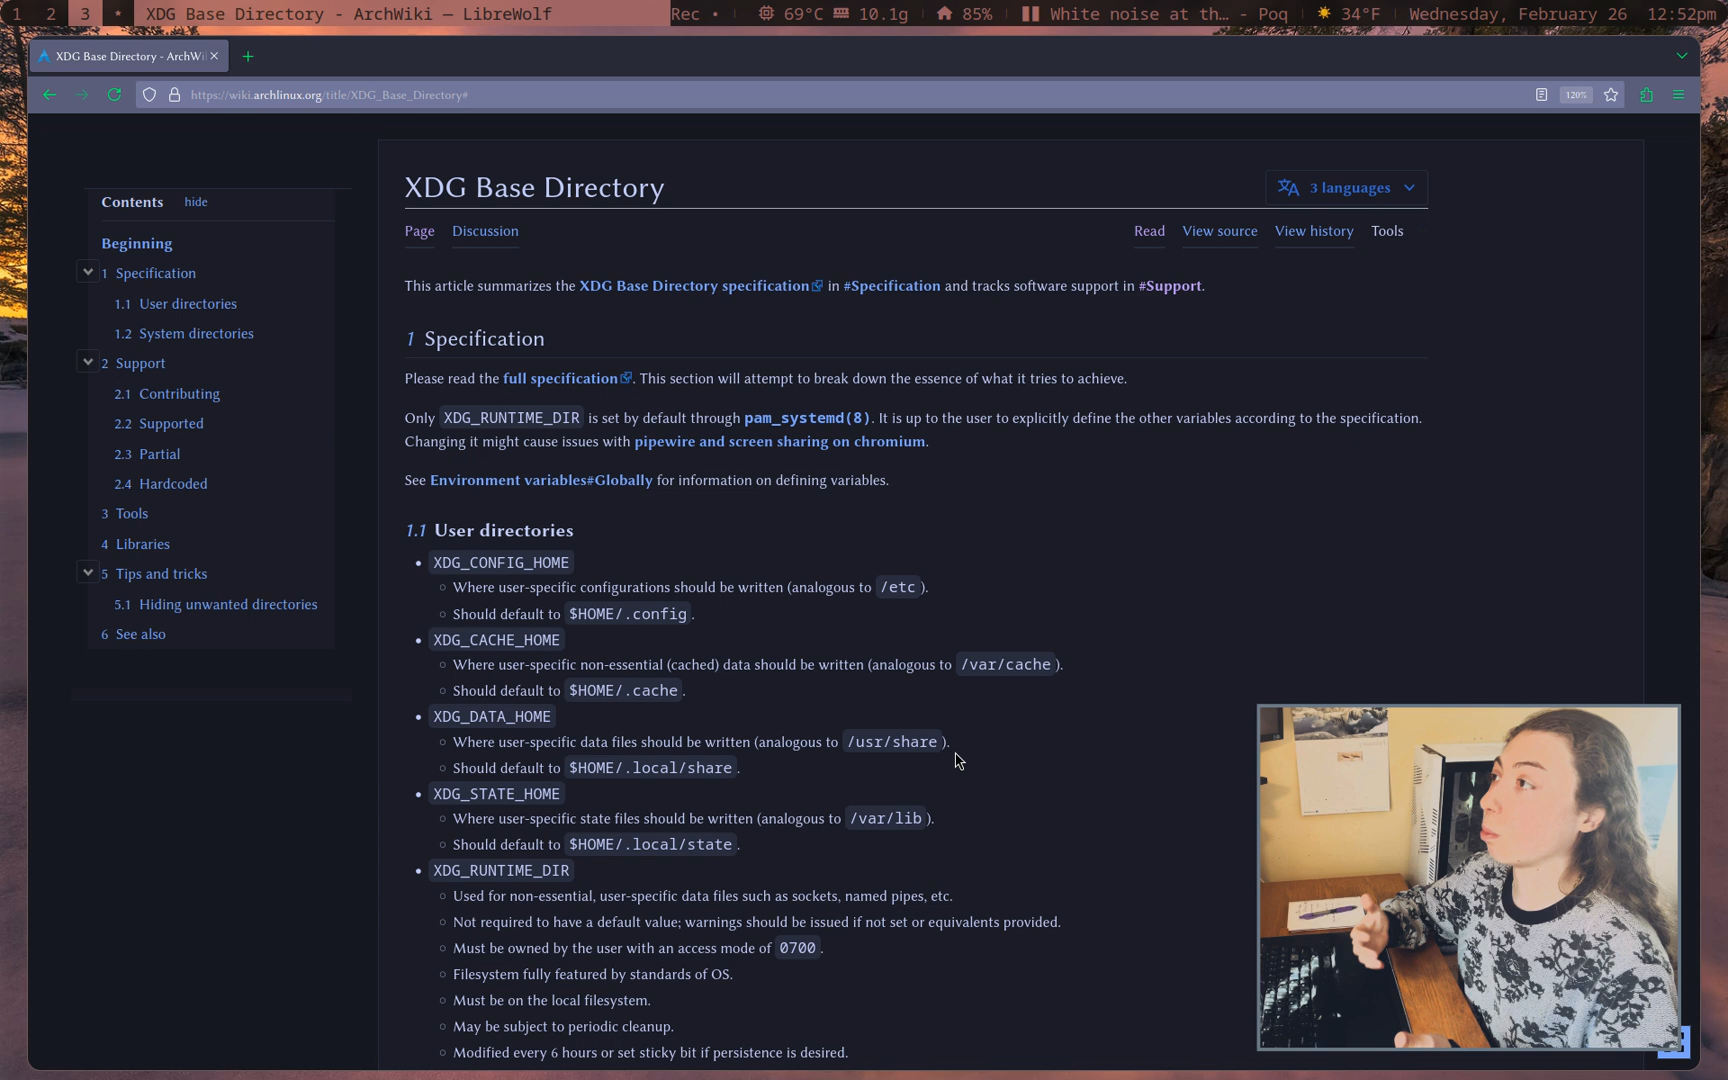 1 2 3 * XDG Base Directory - ArchWiki — LibreWolf Rec • 69°C 10.1g 85% White noise at th… - Poq 34°F Wednesday, February 26 12:52pm
XDG Base Directory - ArchWi
https://wiki.archlinux.org/title/XDG_Base_Directory# 120%
XDG Base Directory
3 languages
Page Discussion Read View source View history Tools
Contents hide
Beginning
1 Specification
1.1 User directories
1.2 System directories
2 Support
2.1 Contributing
2.2 Supported
2.3 Partial
2.4 Hardcoded
3 Tools
4 Libraries
5 Tips and tricks
5.1 Hiding unwanted directories
6 See also
This article summarizes the XDG Base Directory specification in #Specification and tracks software support in #Support.
1 Specification
Please read the full specification. This section will attempt to break down the essence of what it tries to achieve.
Only XDG_RUNTIME_DIR is set by default through pam_systemd(8). It is up to the user to explicitly define the other variables according to the specification.
Changing it might cause issues with pipewire and screen sharing on chromium.
See Environment variables#Globally for information on defining variables.
1.1 User directories
• XDG_CONFIG_HOME
○ Where user-specific configurations should be written (analogous to /etc).
○ Should default to $HOME/.config.
• XDG_CACHE_HOME
○ Where user-specific non-essential (cached) data should be written (analogous to /var/cache).
○ Should default to $HOME/.cache.
• XDG_DATA_HOME
○ Where user-specific data files should be written (analogous to /usr/share).
○ Should default to $HOME/.local/share.
• XDG_STATE_HOME
○ Where user-specific state files should be written (analogous to /var/lib).
○ Should default to $HOME/.local/state.
• XDG_RUNTIME_DIR
○ Used for non-essential, user-specific data files such as sockets, named pipes, etc.
○ Not required to have a default value; warnings should be issued if not set or equivalents provided.
○ Must be owned by the user with an access mode of 0700.
○ Filesystem fully featured by standards of OS.
○ Must be on the local filesystem.
○ May be subject to periodic cleanup.
○ Modified every 6 hours or set sticky bit if persistence is desired.